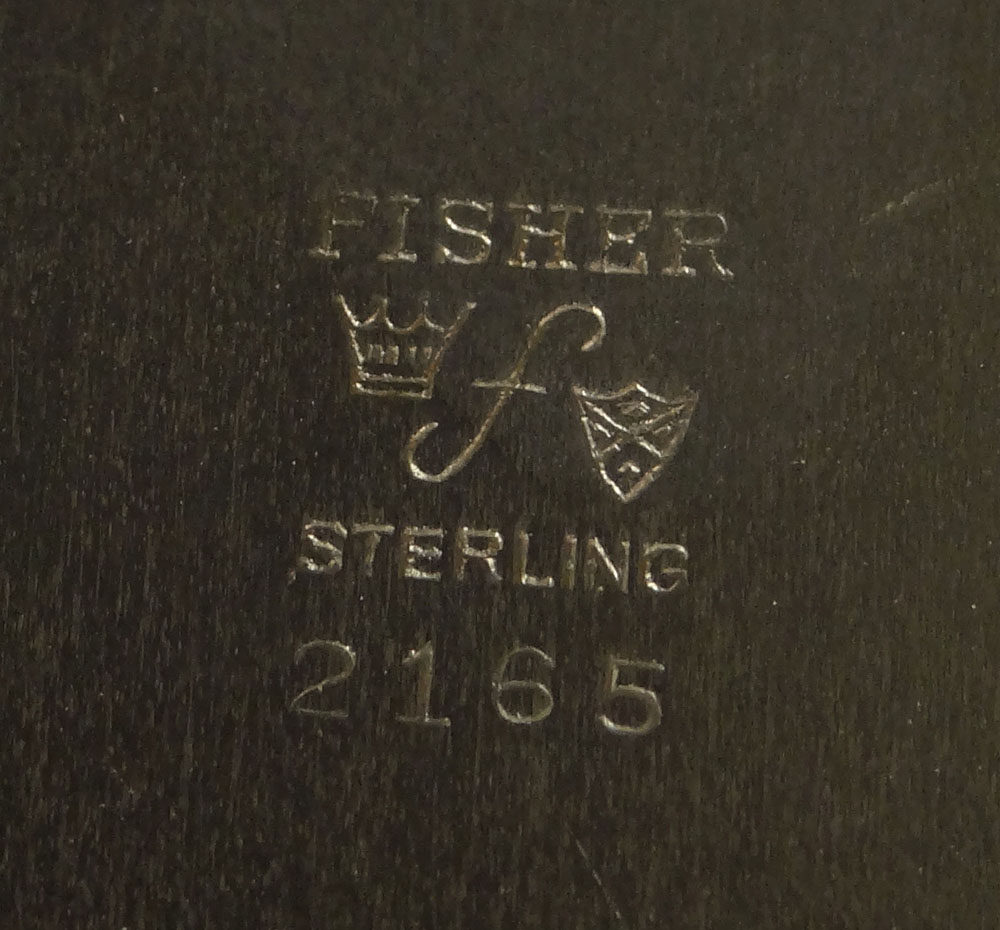 FISHER
f
STERLING
2165